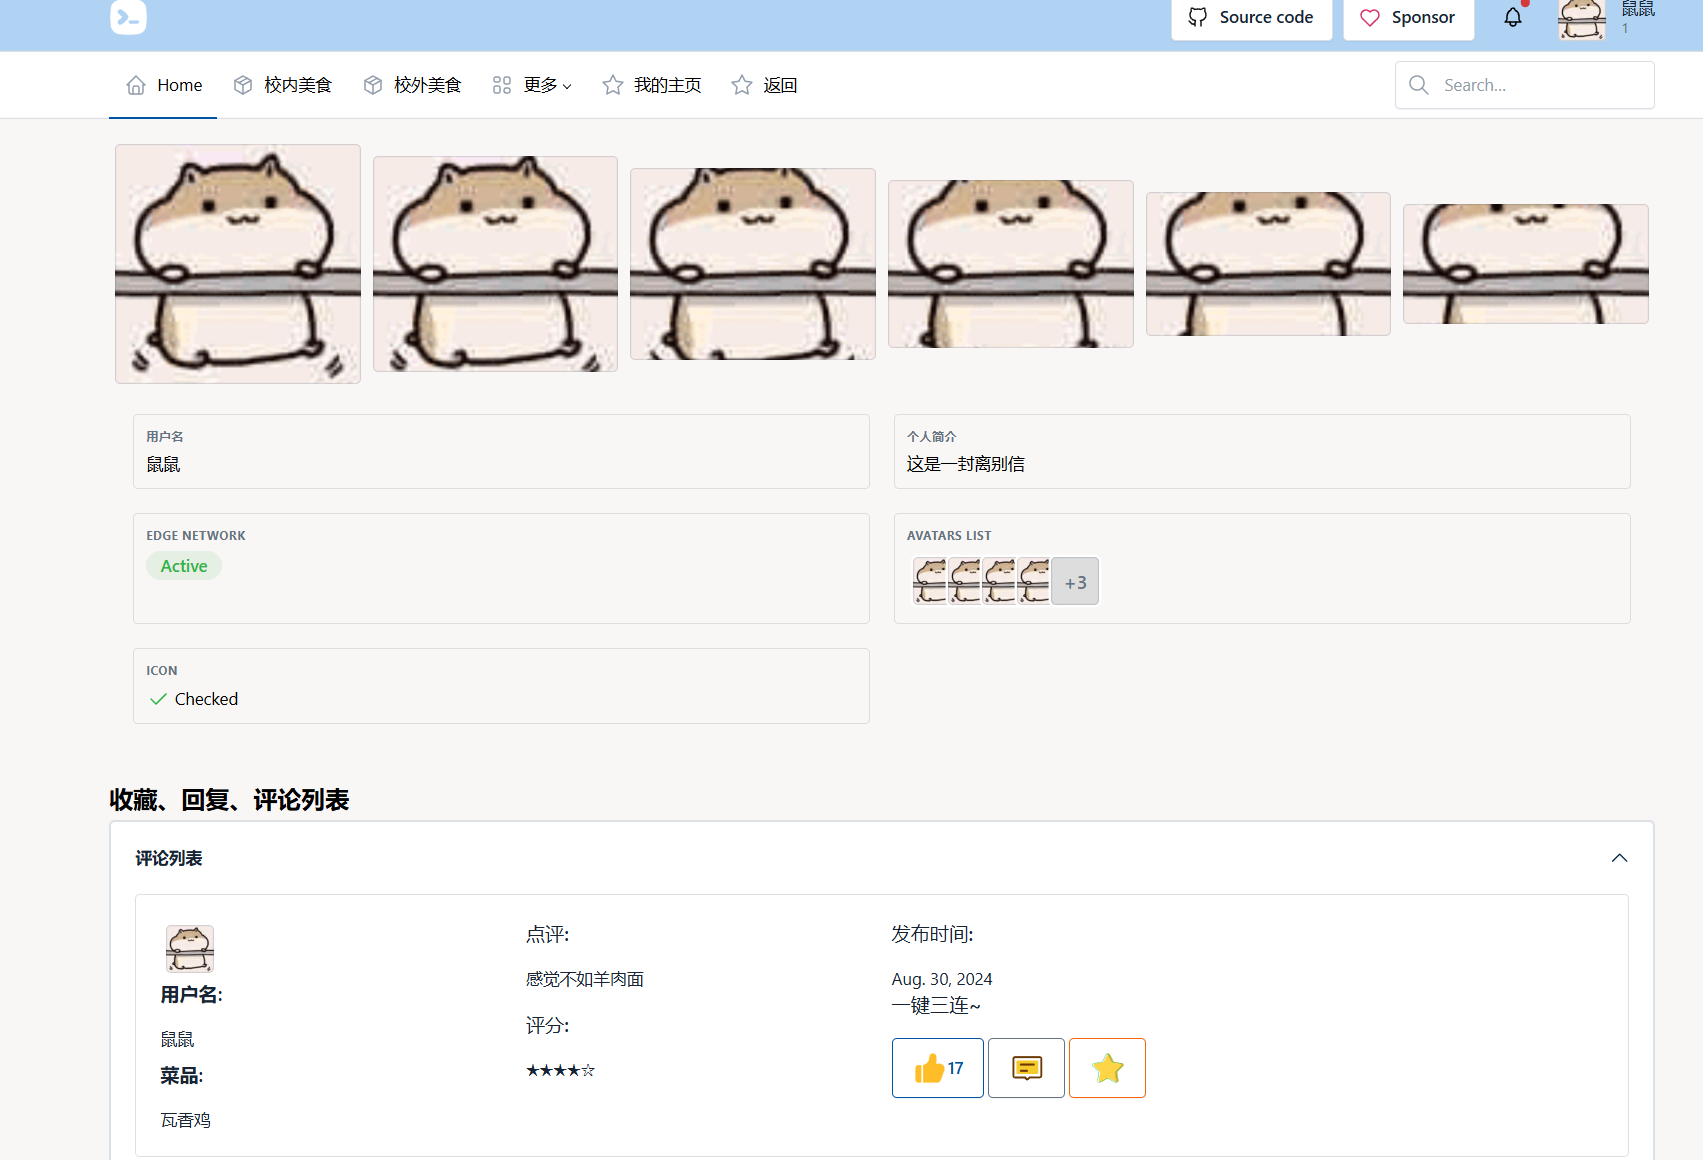 Source code
Sponsor
鼠鼠
1
Home
校内美食
校外美食
更多
我的主页
返回
Search...
用户名
鼠鼠
个人简介
这是一封离别信
EDGE NETWORK
Active
AVATARS LIST
+3
ICON
Checked
收藏、回复、评论列表
评论列表
用户名:
鼠鼠
菜品:
瓦香鸡
点评:
感觉不如羊肉面
评分:
★★★★☆
发布时间:
Aug. 30, 2024
一键三连~
17